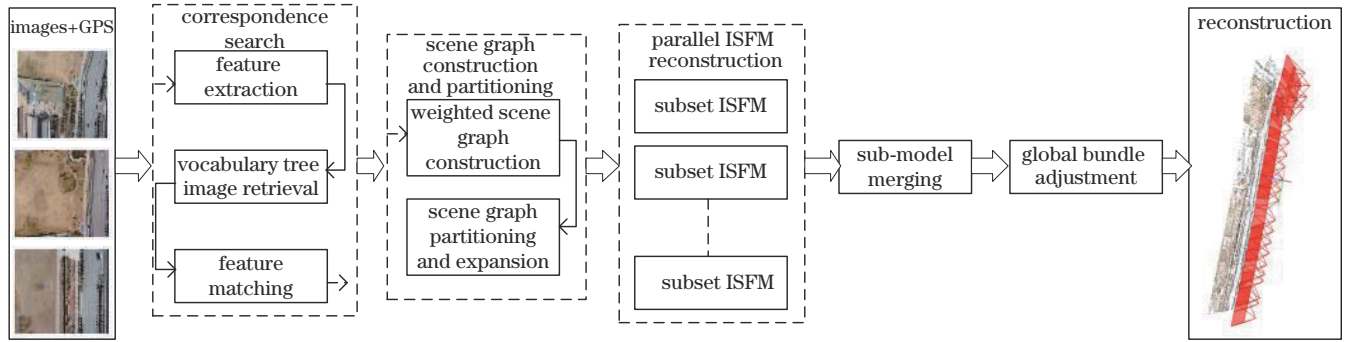 images+GPS
correspondence
search
feature
extraction
vocabulary tree
image retrieval
feature
matching
scene graph
construction
and partitioning
weighted scene
graph
construction
scene graph
partitioning
and expansion
parallel ISFM
reconstruction
subset ISFM
subset ISFM
subset ISFM
sub-model
merging
global bundle
adjustment
reconstruction